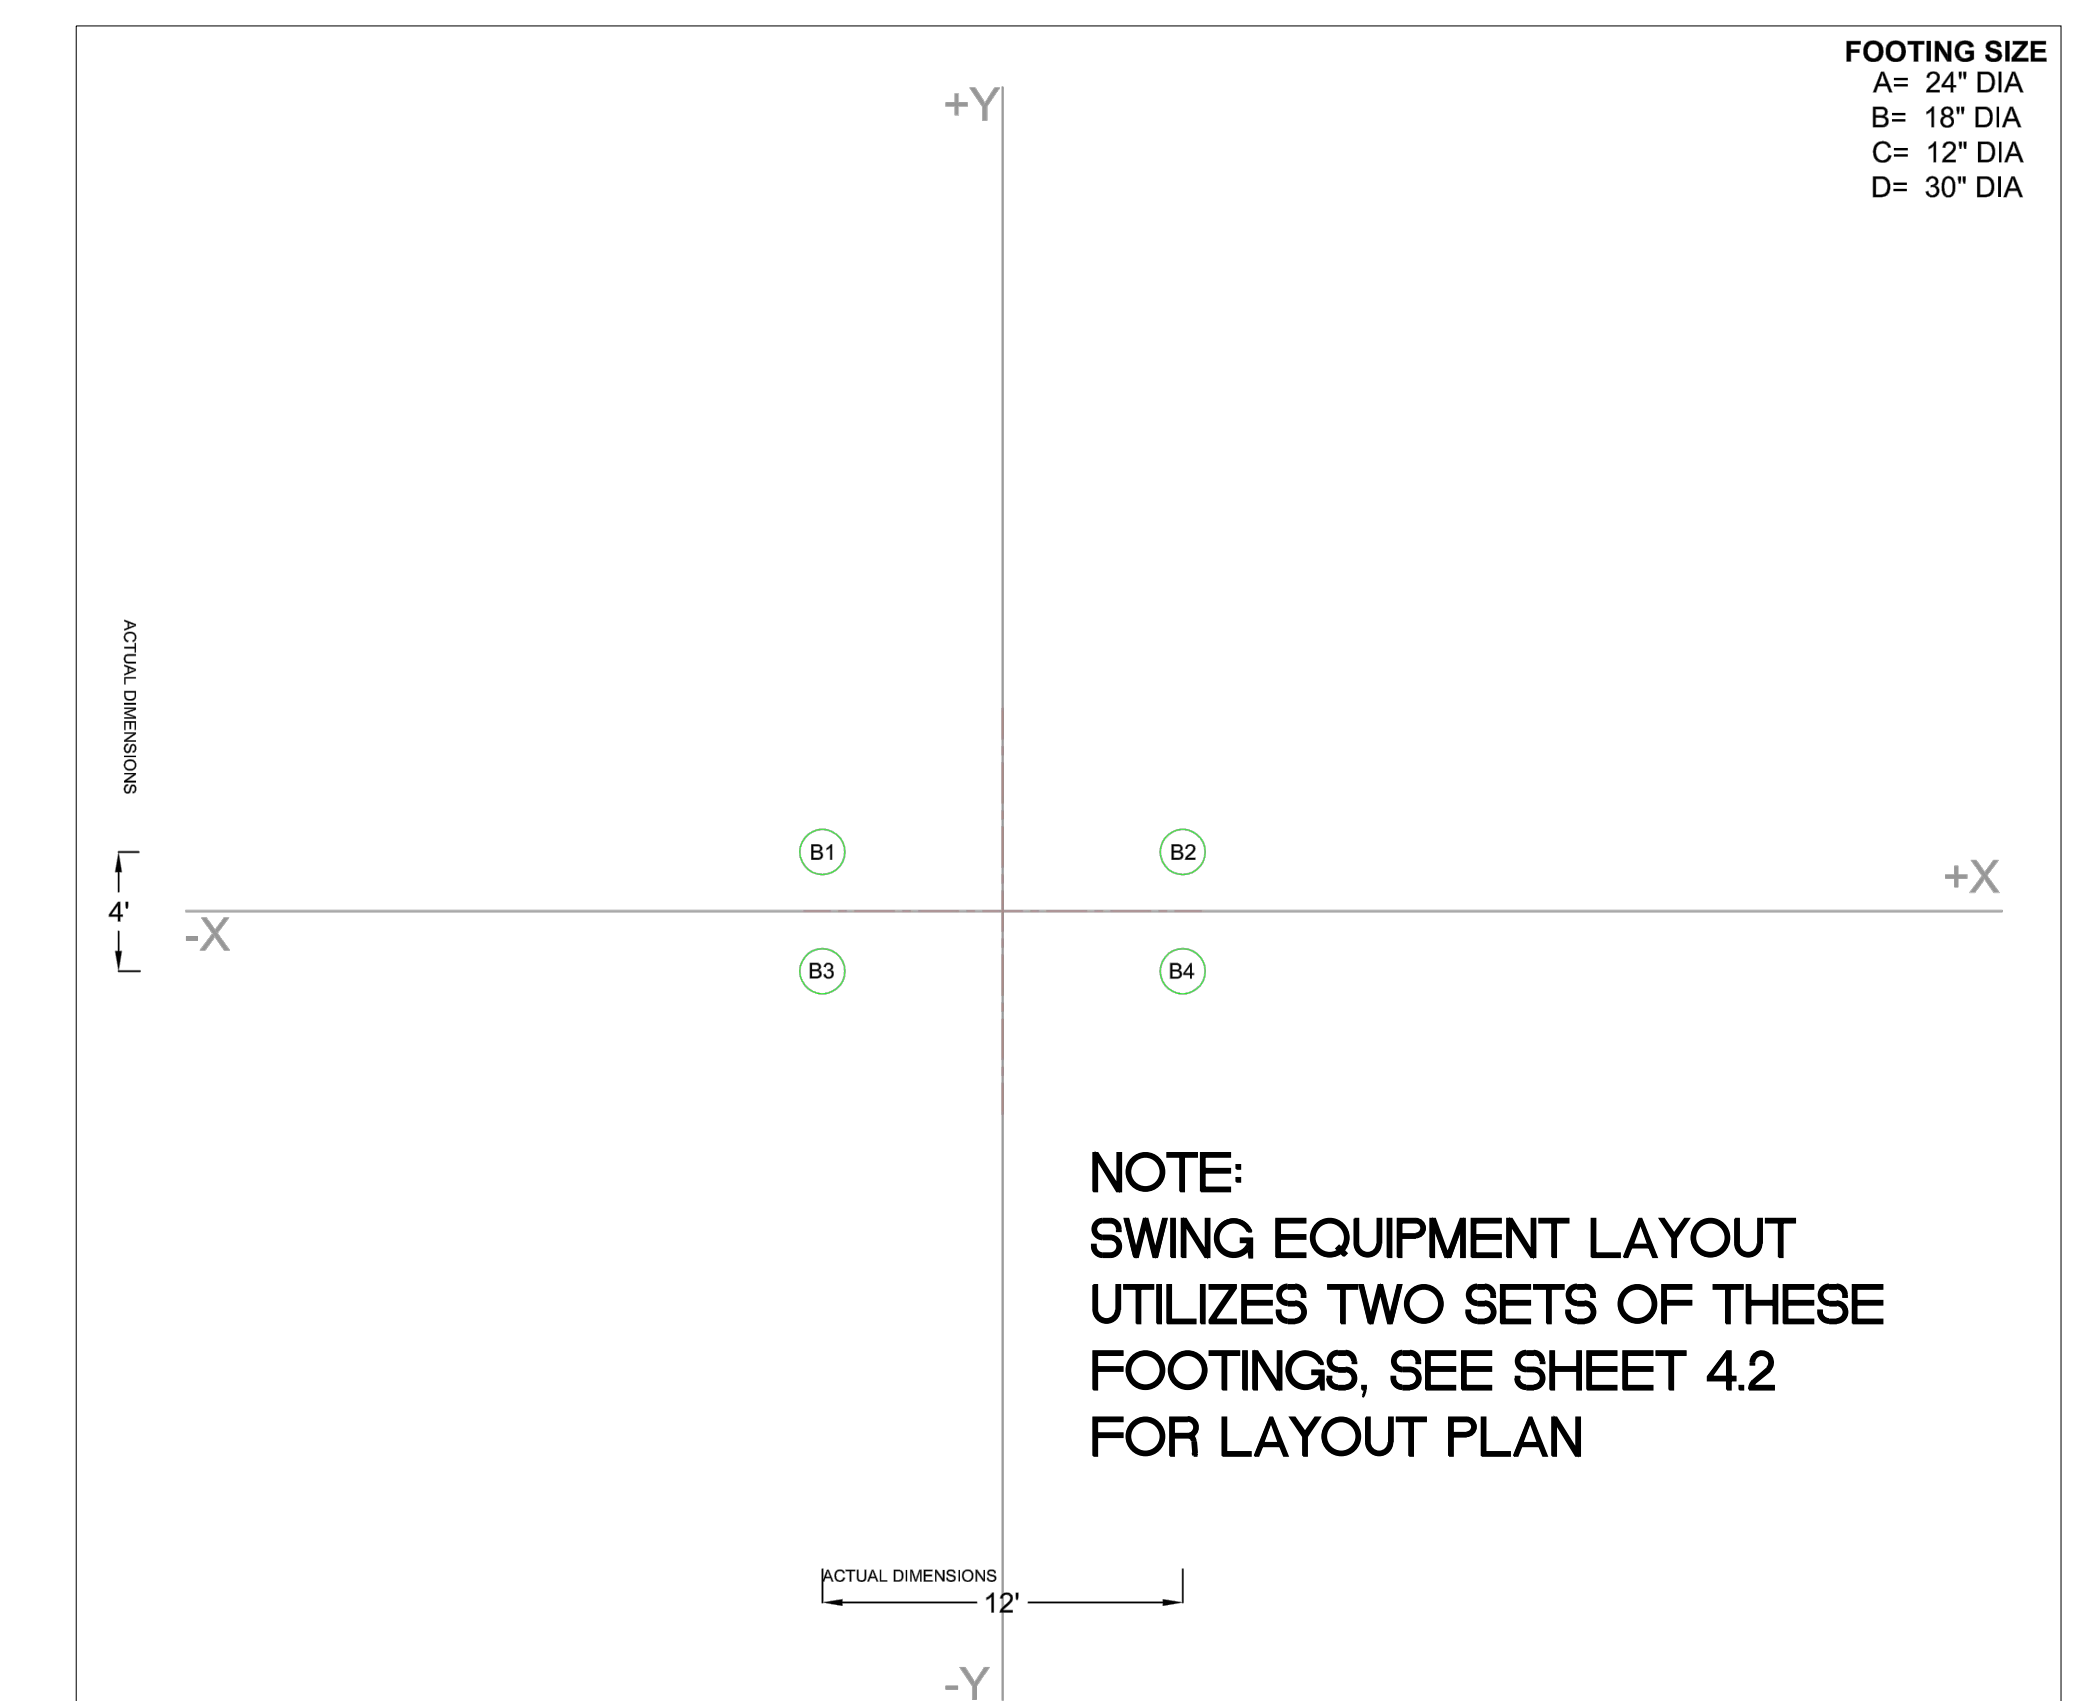 FOOTING SIZE
A= 24" DIA
B= 18" DIA
C= 12" DIA
D= 30" DIA
+Y
ACTUAL DIMENSIONS
4'
-X
+X
B1
B2
B3
B4
NOTE:
SWING EQUIPMENT LAYOUT
UTILIZES TWO SETS OF THESE
FOOTINGS, SEE SHEET 4.2
FOR LAYOUT PLAN
ACTUAL DIMENSIONS
12'
-Y